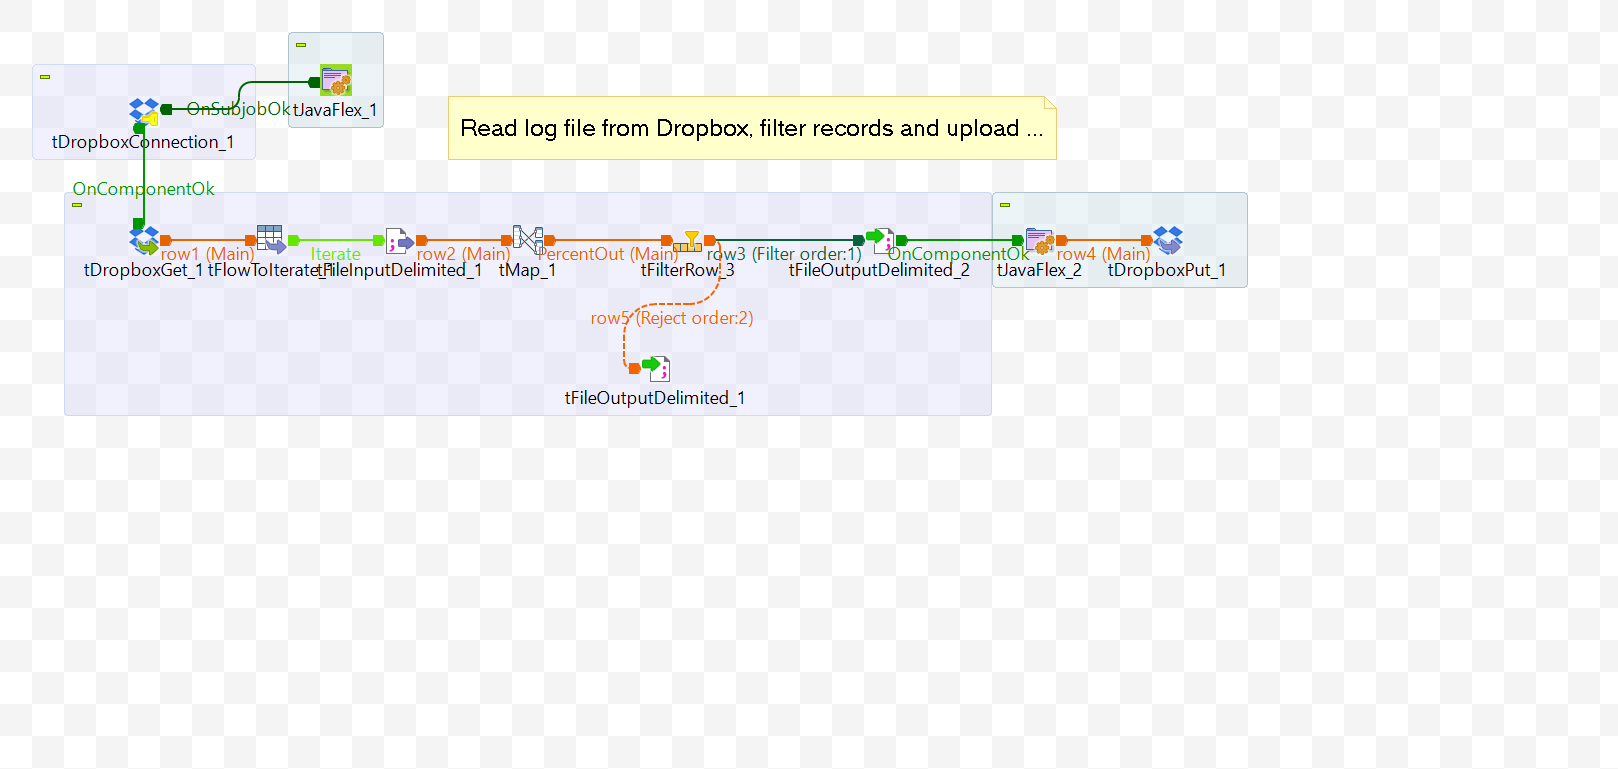 OnSubjobOk
tJavaFlex_1
tDropboxConnection_1
Read log file from Dropbox, filter records and upload ...
OnComponentOk
row1 (Main)
Iterate
row2 (Main)
PercentOut (Main)
row3 (Filter order:1)
OnComponentOk
row4 (Main)
tDropboxGet_1
tFlowToIterate_1
tFileInputDelimited_1
tMap_1
tFilterRow_3
tFileOutputDelimited_2
tJavaFlex_2
tDropboxPut_1
row5 (Reject order:2)
tFileOutputDelimited_1